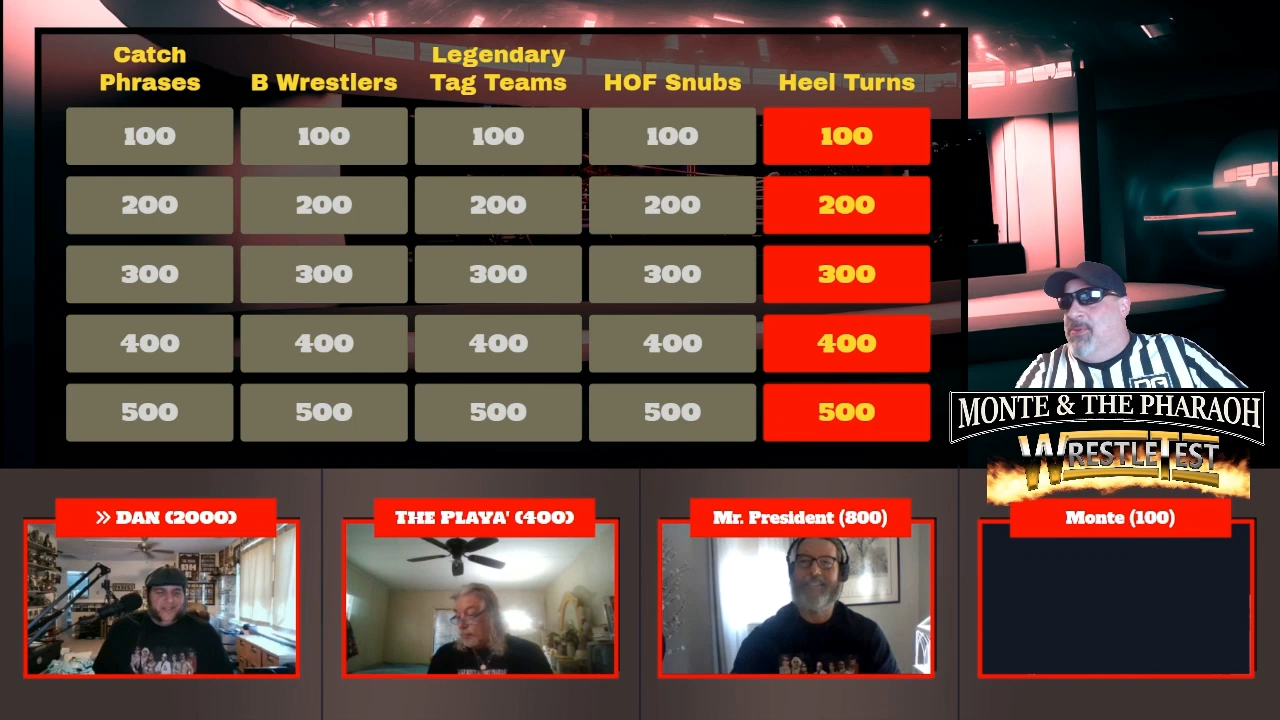 Catch
Phrases
B Wrestlers
Legendary
Tag Teams
HOF Snubs
Heel Turns
100 100 100 100 100
200 200 200 200 200
300 300 300 300 300
400 400 400 400 400
500 500 500 500 500
MONTE & THE PHARAOH
WRESTLETEST
» DAN (2000)
THE PLAYA' (400)
Mr. President (800)
Monte (100)